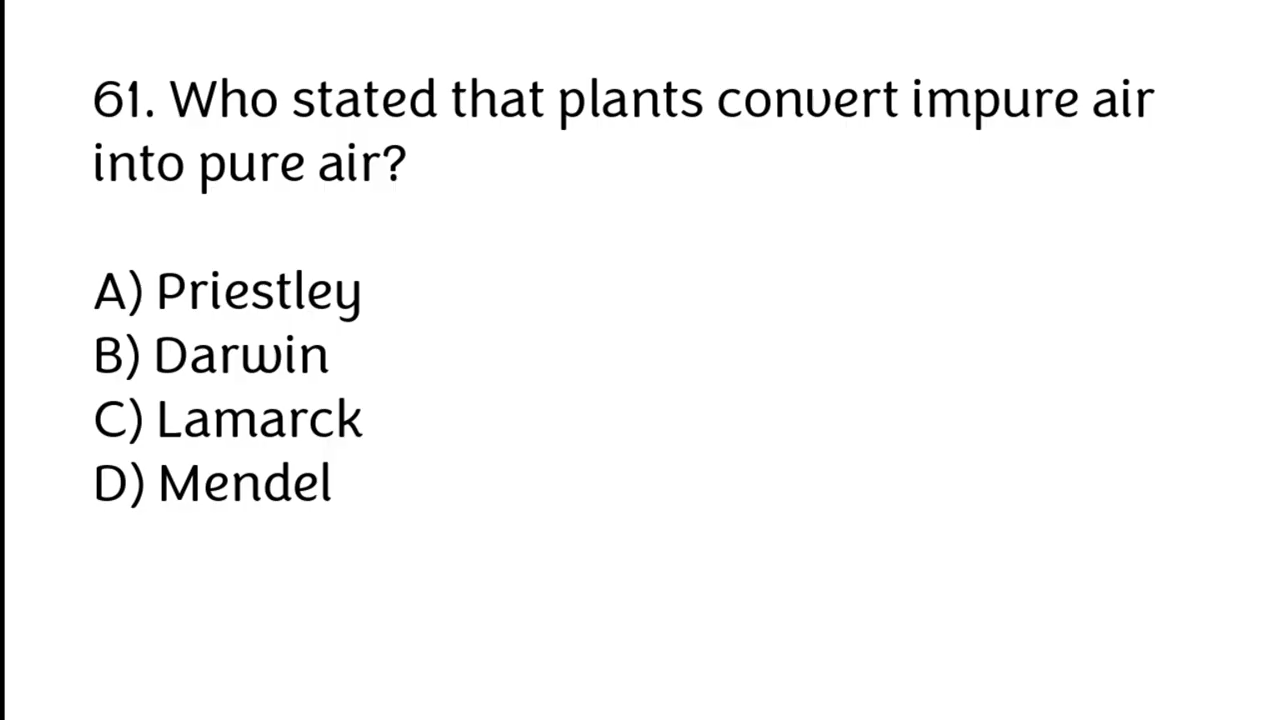 61. Who stated that plants convert impure air
into pure air?
A) Priestley
B) Darwin
C) Lamarck
D) Mendel